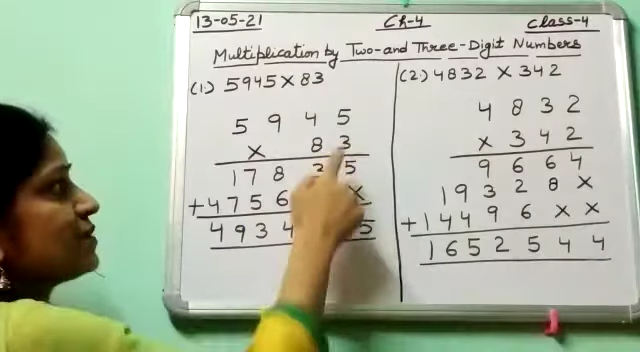 13-05-21 Ch-4 Class-4
Multiplication by Two-and Three-Digit Numbers
(1.) 5945 × 83
5 9 4 5
× 8 3
1 7 8 3 5
+ 4 7 5 6 ×
4 9 3 4 5
(2.) 4832 × 342
4 8 3 2
× 3 4 2
9 6 6 4
1 9 3 2 8 ×
+ 1 4 4 9 6 × ×
1 6 5 2 5 4 4